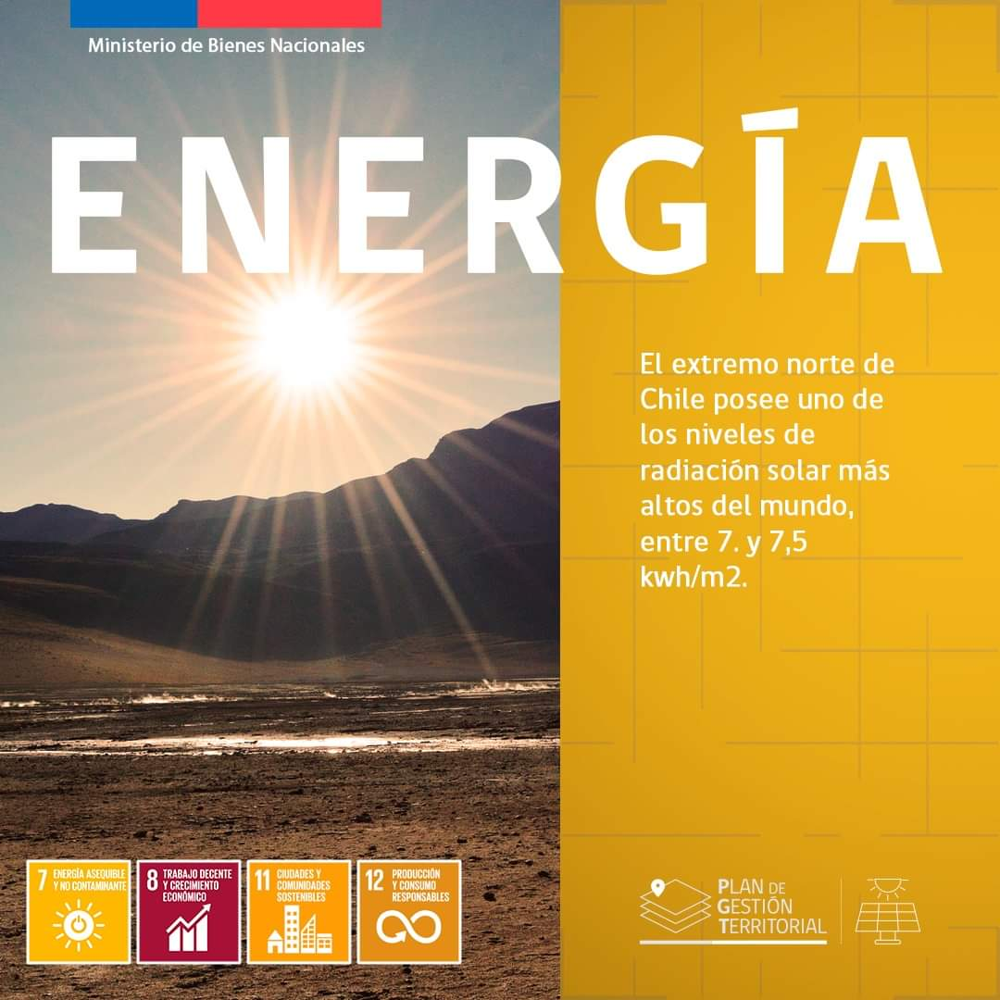 Ministerio de Bienes Nacionales
ENERGÍA
El extremo norte de
Chile posee uno de
los niveles de
radiación solar más
altos del mundo,
entre 7. y 7,5
kwh/m2.
7 ENERGÍA ASEQUIBLE
Y NO CONTAMINANTE
8 TRABAJO DECENTE
Y CRECIMIENTO
ECONÓMICO
11 CIUDADES Y
COMUNIDADES
SOSTENIBLES
12 PRODUCCIÓN
Y CONSUMO
RESPONSABLES
PLAN DE
GESTIÓN
TERRITORIAL